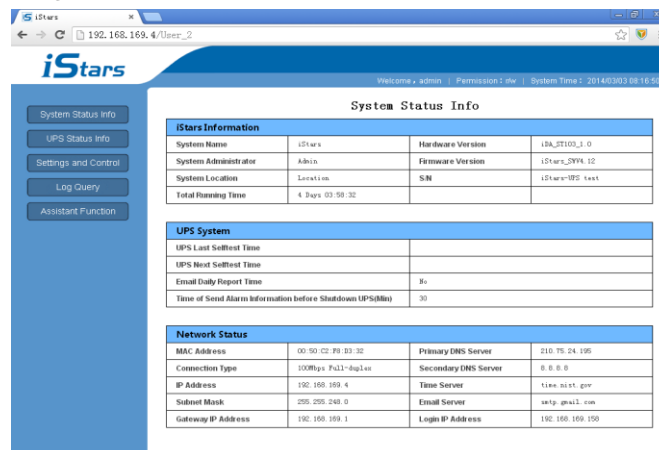 iStars
192.168.169.4/User_2
iStars
Welcome, admin | Permission: r/w | System Time: 2014/03/03 08:16:50
System Status Info
UPS Status Info
Settings and Control
Log Query
Assistant Function
System Status Info
iStars Information
System Name iStars Hardware Version iDA_ST103_1.0
System Administrator Admin Firmware Version iStars_SYV4.12
System Location Location S/N iStars-UPS test
Total Running Time 4 Days 03:58:32
UPS System
UPS Last Selftest Time
UPS Next Selftest Time
Email Daily Report Time No
Time of Send Alarm Information before Shutdown UPS(Min) 30
Network Status
MAC Address 00:50:C2:F8:D3:32 Primary DNS Server 210.75.24.195
Connection Type 100Mbps Full-duplex Secondary DNS Server 8.8.8.8
IP Address 192.168.169.4 Time Server time.nist.gov
Subnet Mask 255.255.248.0 Email Server smtp.gmail.com
Gateway IP Address 192.168.169.1 Login IP Address 192.168.169.158